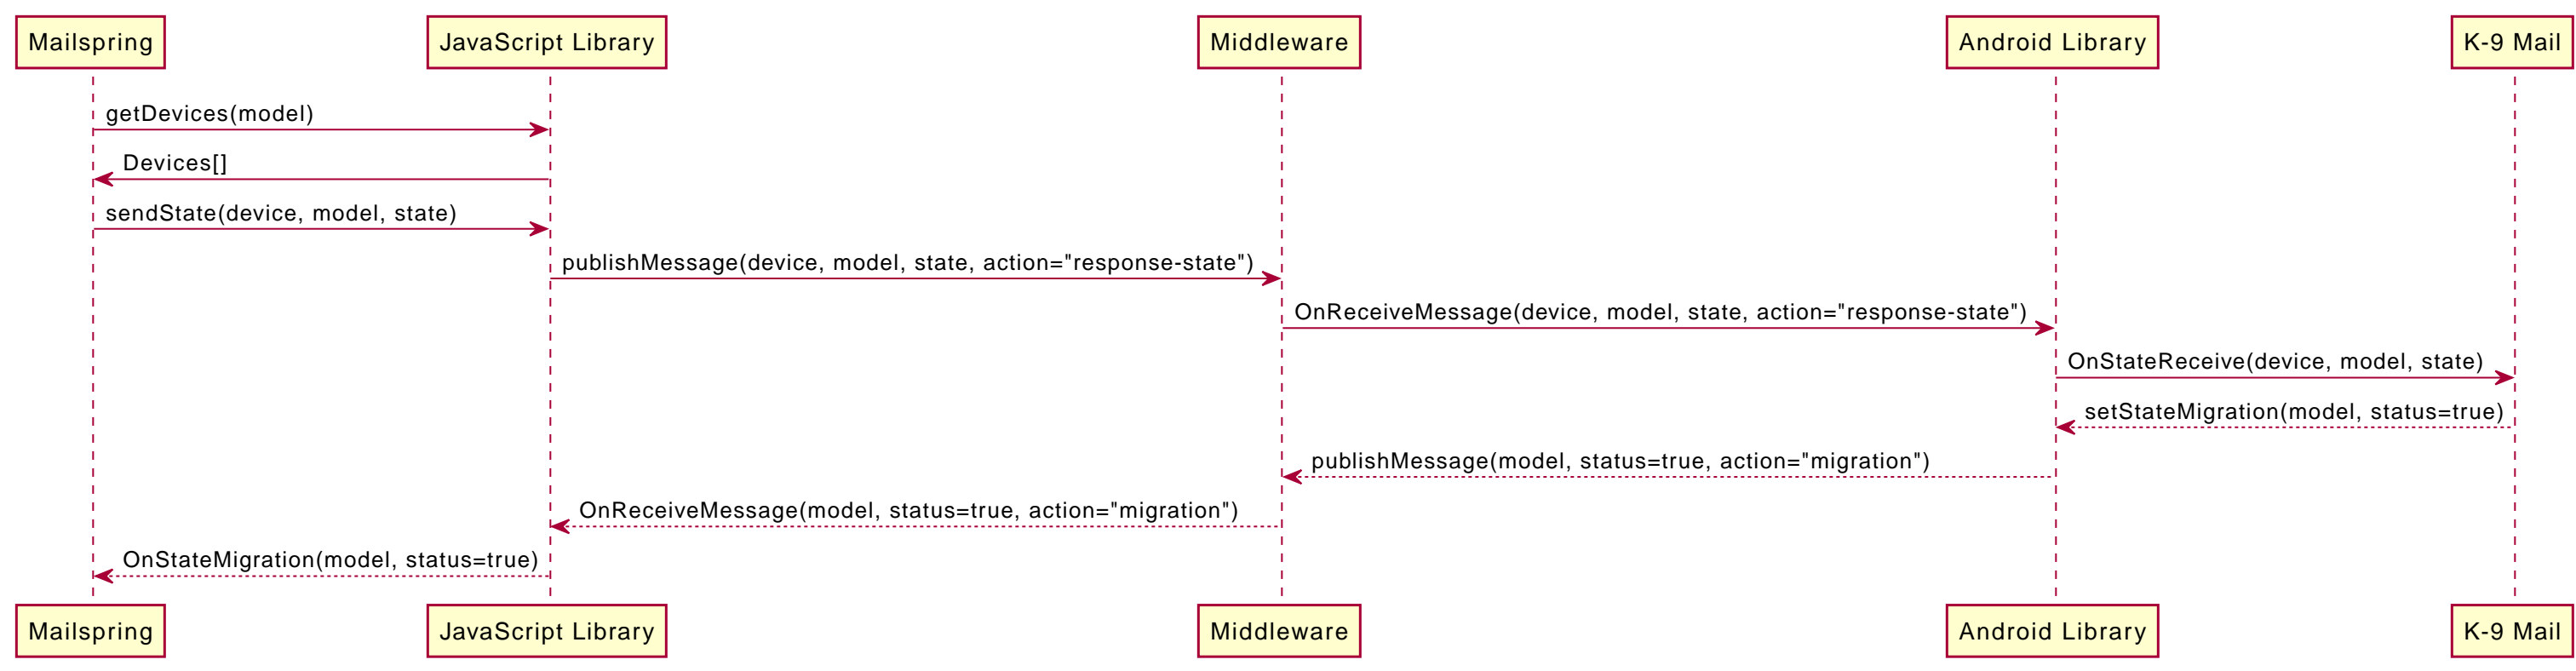 Mailspring
JavaScript Library
Middleware
Android Library
K-9 Mail
getDevices(model)
Devices[]
sendState(device, model, state)
publishMessage(device, model, state, action="response-state")
OnReceiveMessage(device, model, state, action="response-state")
OnStateReceive(device, model, state)
setStateMigration(model, status=true)
publishMessage(model, status=true, action="migration")
OnReceiveMessage(model, status=true, action="migration")
OnStateMigration(model, status=true)
Mailspring
JavaScript Library
Middleware
Android Library
K-9 Mail